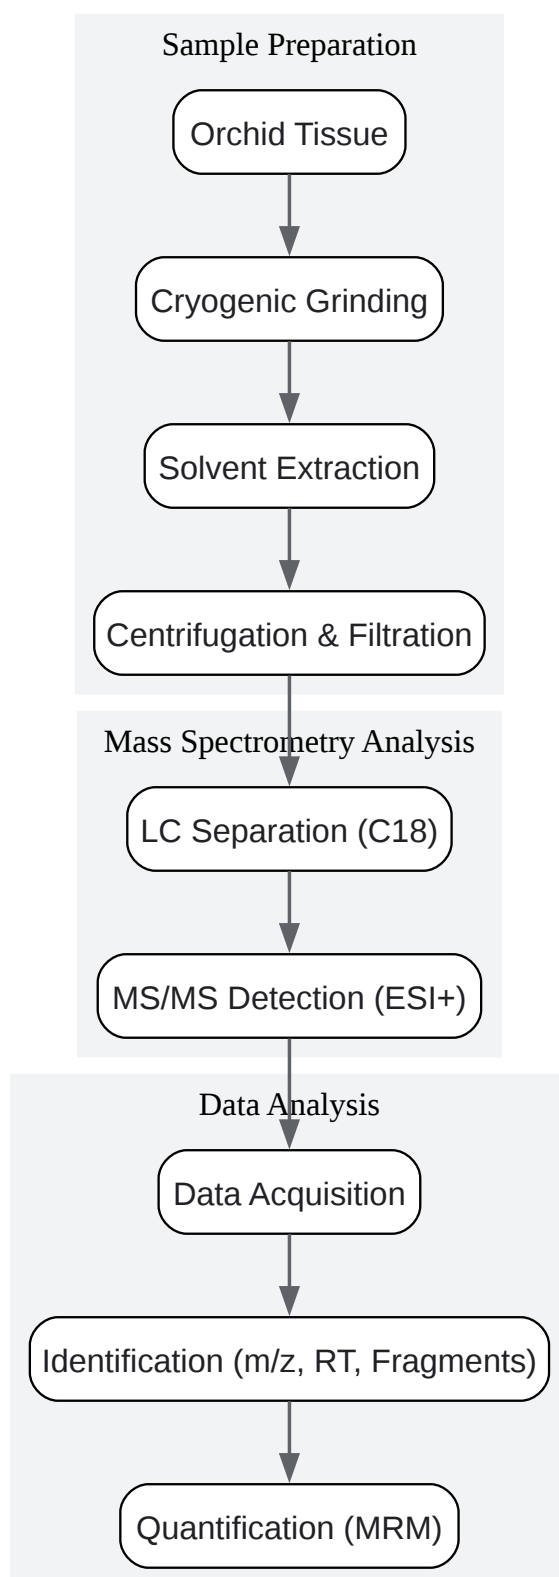 Sample Preparation
Orchid Tissue
Cryogenic Grinding
Solvent Extraction
Centrifugation & Filtration
Mass Spectrometry Analysis
LC Separation (C18)
MS/MS Detection (ESI+)
Data Analysis
Data Acquisition
Identification (m/z, RT, Fragments)
Quantification (MRM)